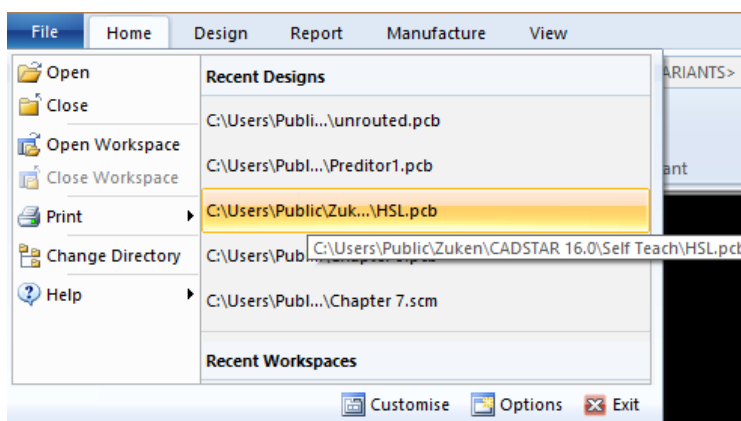 File Home Design Report Manufacture View
Open
Close
Open Workspace
Close Workspace
Print
Change Directory
Help
Recent Designs
C:\Users\Publi...\unrouted.pcb
C:\Users\Publ...\Preditor1.pcb
C:\Users\Public\Zuk...\HSL.pcb
C:\Users\Public\Zuken\CADSTAR 16.0\Self Teach\HSL.pcb
C:\Users\Pub
C:\Users\Publ...\Chapter 7.scm
Recent Workspaces
ARIANTS>
ant
Customise Options Exit